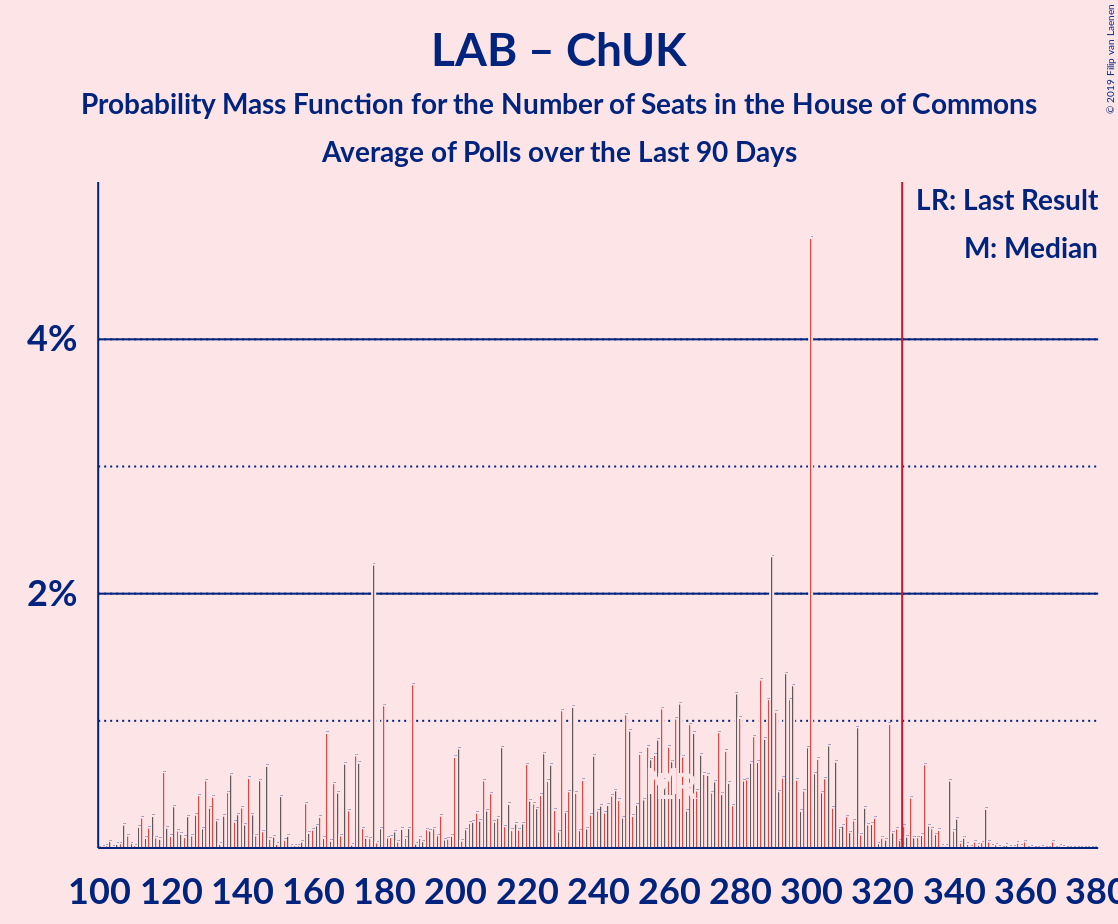 LAB – ChUK
Probability Mass Function for the Number of Seats in the House of Commons
Average of Polls over the Last 90 Days
© 2019 Filip van Laenen
LR: Last Result
M: Median
4%
2%
LR
100 120 140 160 180 200 220 240 260 280 300 320 340 360 380